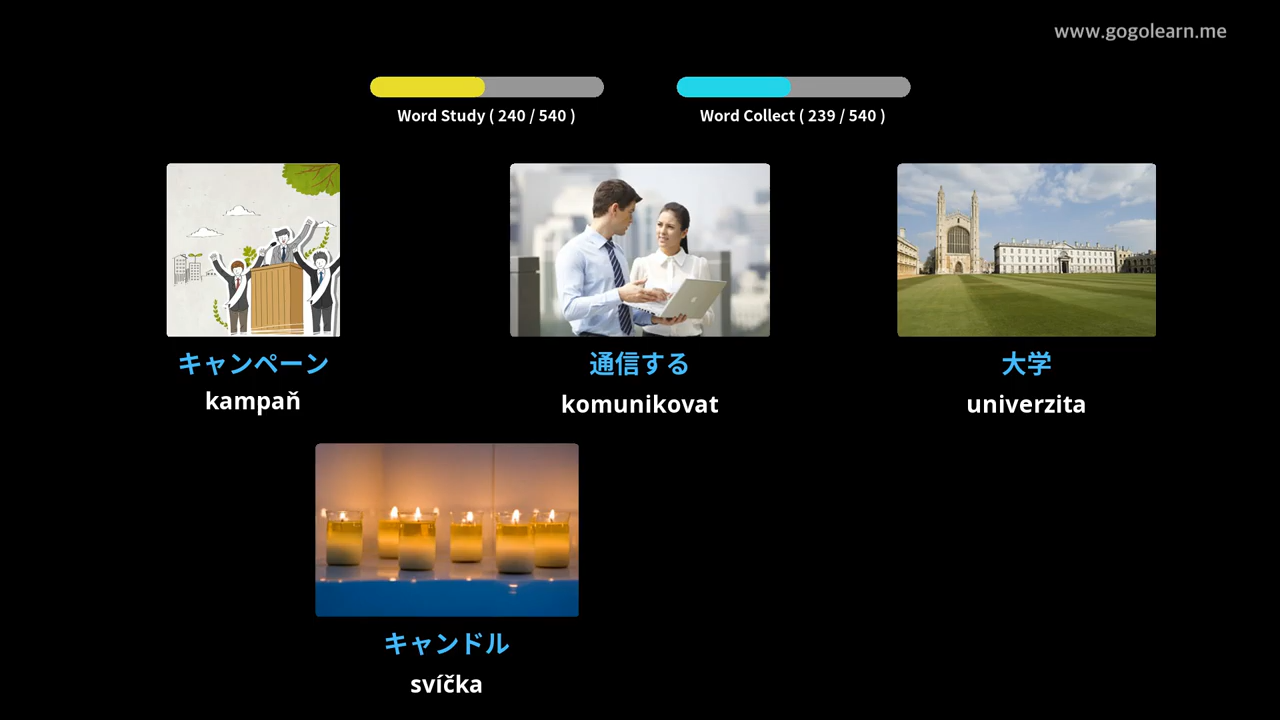 www.gogolearn.me
Word Study ( 240 / 540 )
Word Collect ( 239 / 540 )
キャンペーン
kampaň
通信する
komunikovat
大学
univerzita
キャンドル
svíčka